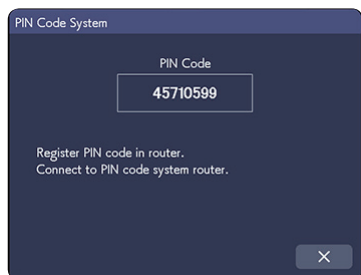 PIN Code System
PIN Code
45710599
Register PIN code in router.
Connect to PIN code system router.